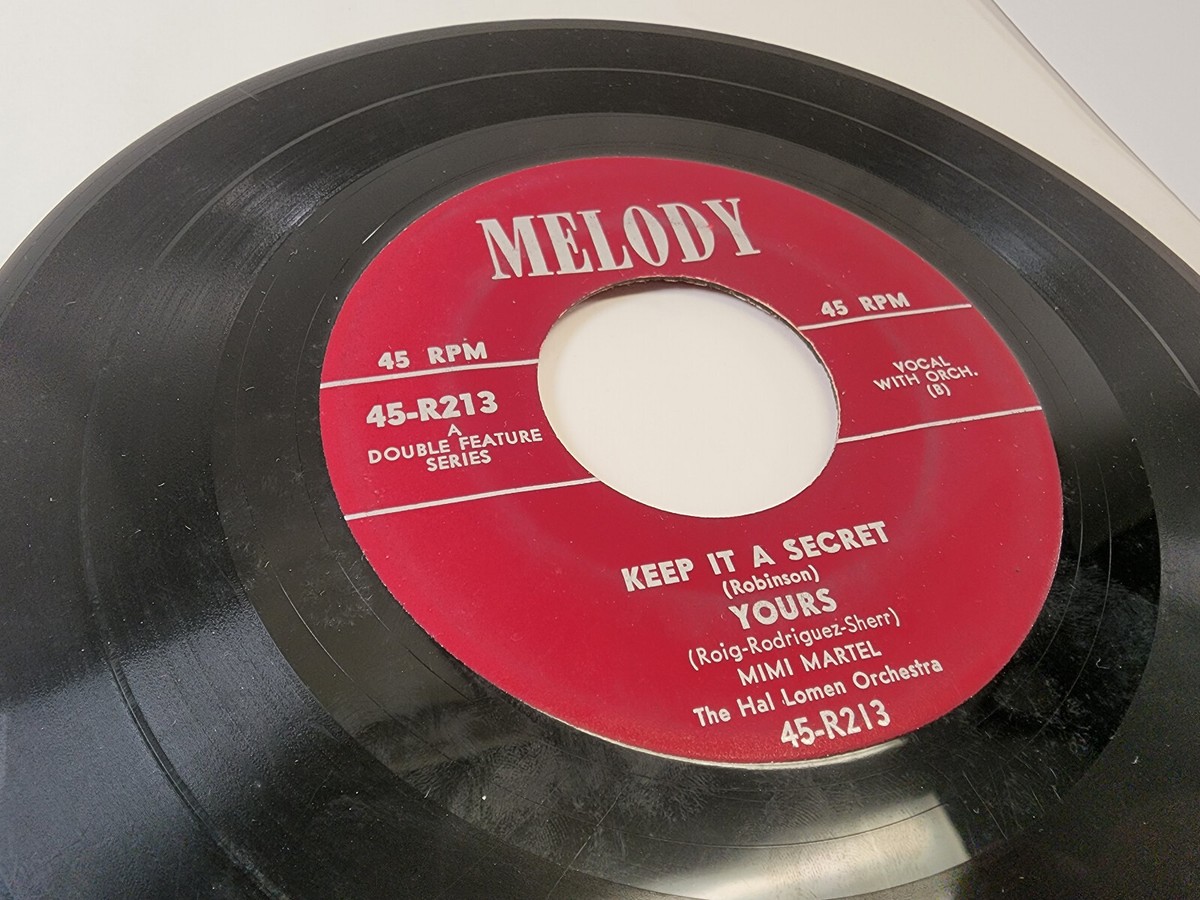 MELODY
45 RPM
45 RPM
45-R213
A
DOUBLE FEATURE
SERIES
VOCAL
WITH ORCH.
(B)
KEEP IT A SECRET
(Robinson)
YOURS
(Roig-Rodriguez-Sherr)
MIMI MARTEL
The Hal Lomen Orchestra
45-R213